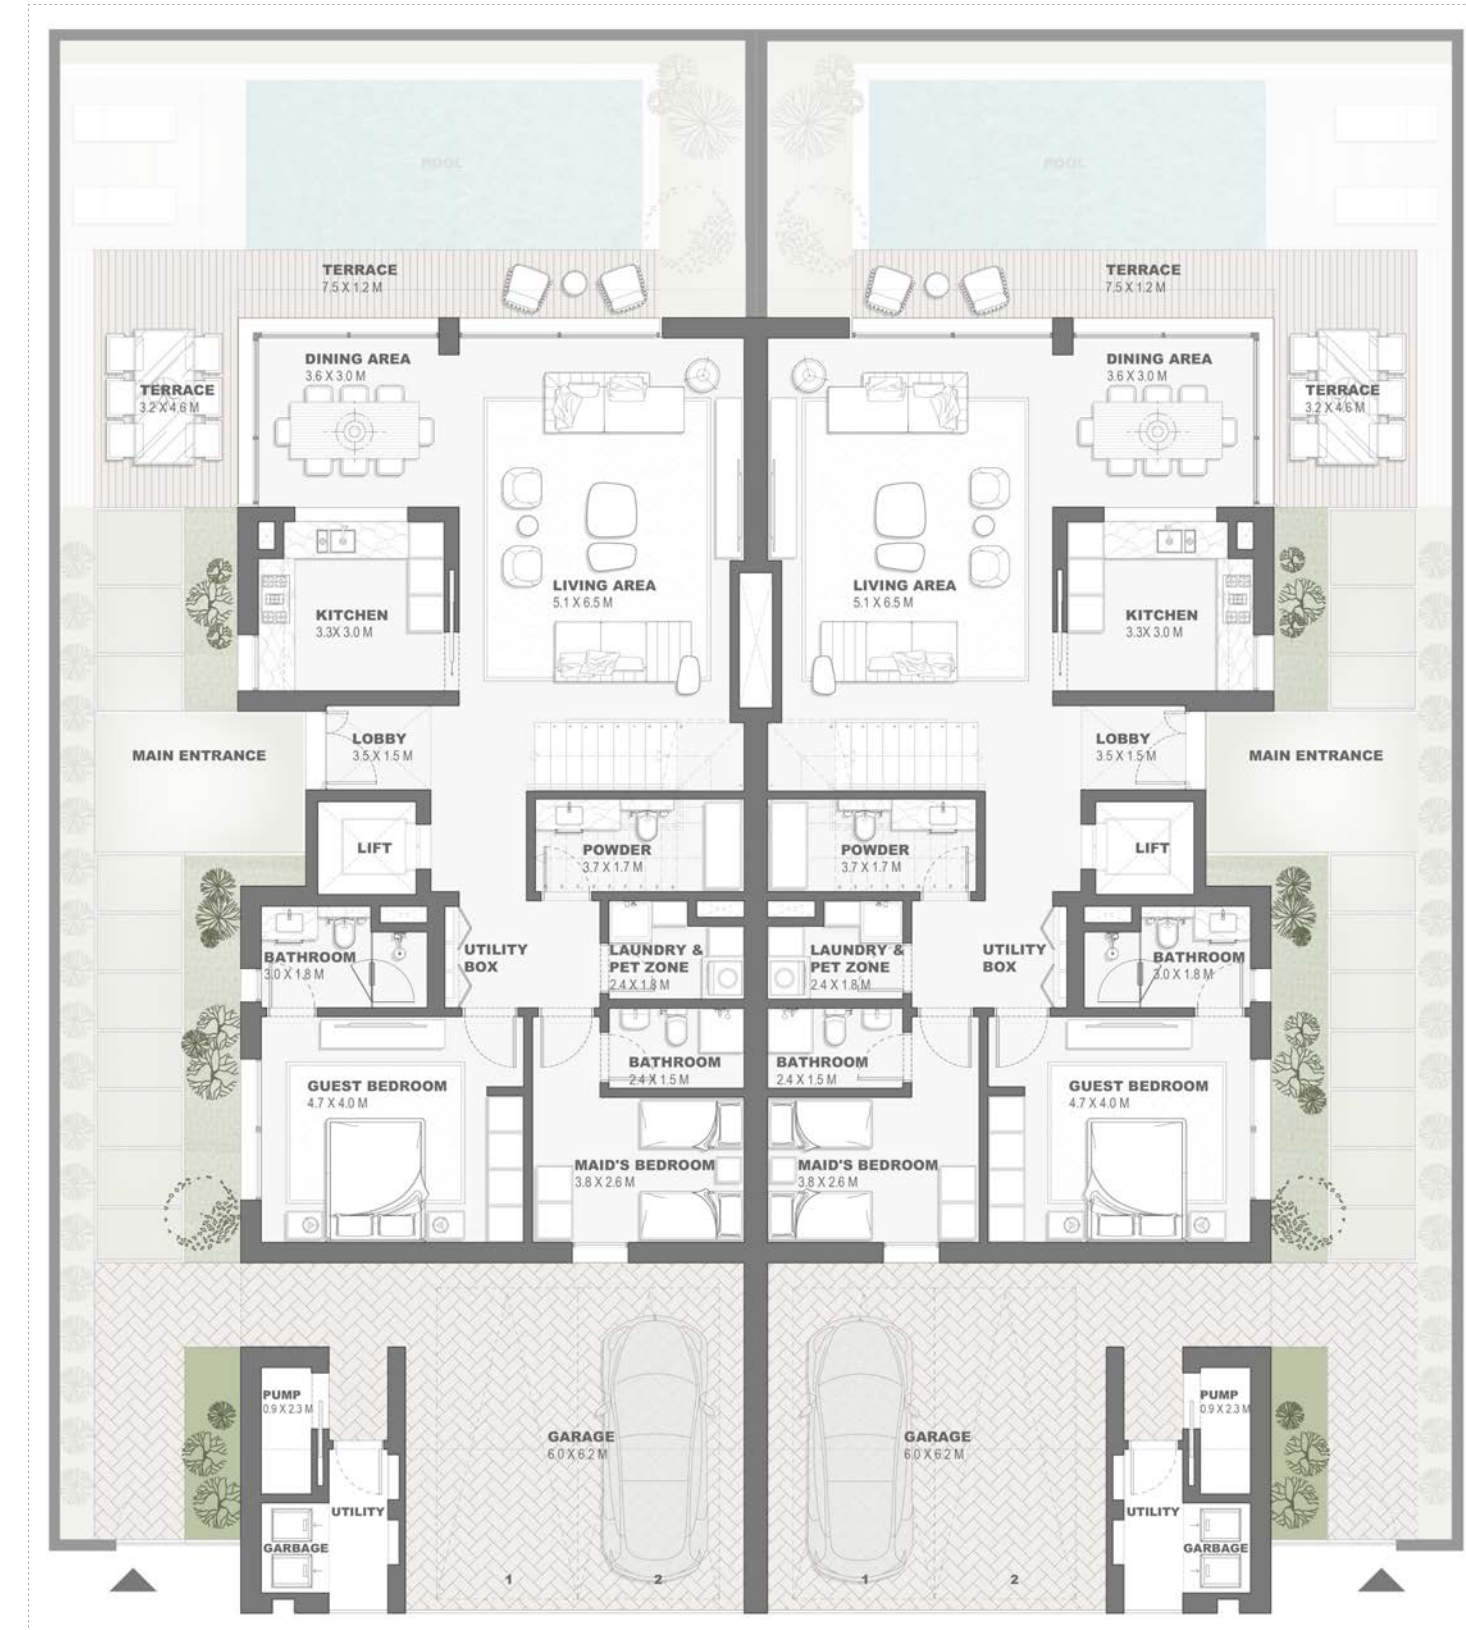 POOL
POOL
TERRACE
7.5 X 1.2 M
TERRACE
7.5 X 1.2 M
DINING AREA
3.6 X 3.0 M
DINING AREA
3.6 X 3.0 M
TERRACE
3.2 X 4.6 M
TERRACE
3.2 X 4.6 M
LIVING AREA
5.1 X 6.5 M
LIVING AREA
5.1 X 6.5 M
KITCHEN
3.3X 3.0 M
KITCHEN
3.3X 3.0 M
MAIN ENTRANCE
LOBBY
3.5 X 1.5 M
LOBBY
3.5 X 1.5 M
MAIN ENTRANCE
LIFT
POWDER
3.7 X 1.7 M
POWDER
3.7 X 1.7 M
LIFT
BATHROOM
3.0 X 1.8 M
UTILITY
BOX
LAUNDRY &
PET ZONE
2.4 X 1.8 M
LAUNDRY &
PET ZONE
2.4 X 1.8 M
UTILITY
BOX
BATHROOM
3.0 X 1.8 M
BATHROOM
2.4 X 1.5 M
BATHROOM
2.4 X 1.5 M
GUEST BEDROOM
4.7 X 4.0 M
GUEST BEDROOM
4.7 X 4.0 M
MAID'S BEDROOM
3.8 X 2.6 M
MAID'S BEDROOM
3.8 X 2.6 M
PUMP
0.9 X 2.3 M
PUMP
0.9 X 2.3 M
GARAGE
6.0 X 6.2 M
GARAGE
6.0 X 6.2 M
UTILITY
UTILITY
GARBAGE
GARBAGE
1
2
1
2